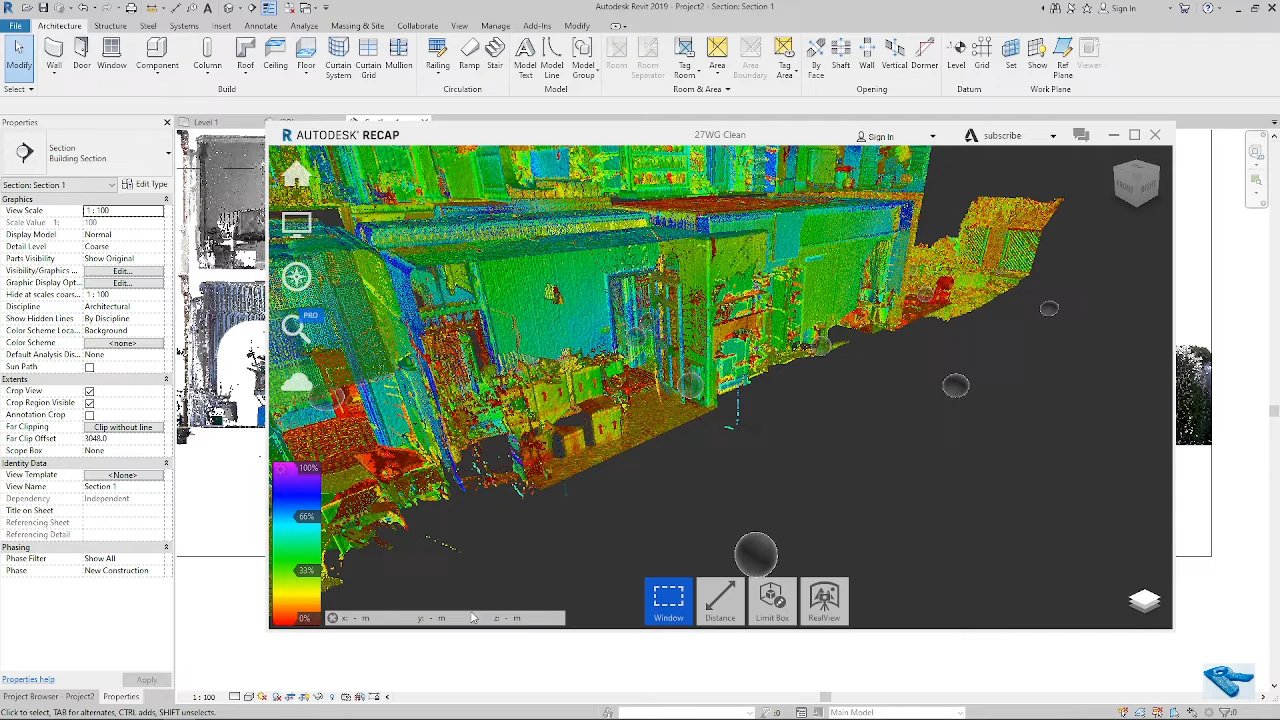 Autodesk Revit 2019 - Project2 - Section: Section 1
Sign In
File Architecture Structure Steel Systems Insert Annotate Analyze Massing & Site Collaborate View Manage Add-Ins Modify
Modify Wall Door Window Component Column Roof Ceiling Floor Curtain System Curtain Grid Mullion Railing Ramp Stair Model Text Model Line Model Group Room Room Separator Tag Room Area Area Boundary Tag Area By Face Shaft Wall Vertical Dormer Level Grid Set Show Ref Plane Viewer
Select Build Circulation Model Room & Area Opening Datum Work Plane
Properties
Level 1
Section
Building Section
Section: Section 1
Edit Type
Graphics
View Scale 1 : 100
Scale Value 1: 100
Display Model Normal
Detail Level Coarse
Parts Visibility Show Original
Visibility/Graphics ... Edit...
Graphic Display Opt... Edit...
Hide at scales coars... 1 : 100
Discipline Architectural
Show Hidden Lines By Discipline
Color Scheme Loca... Background
Color Scheme <none>
Default Analysis Dis... None
Sun Path
Extents
Crop View
Crop Region Visible
Annotation Crop
Far Clipping Clip without line
Far Clip Offset 3048.0
Scope Box None
Identity Data
View Template <None>
View Name Section 1
Dependency Independent
Title on Sheet
Referencing Sheet
Referencing Detail
Phasing
Phase Filter Show All
Phase New Construction
Properties help
Apply
Project Browser - Project2 Properties
R AUTODESK RECAP
27WG Clean
Sign In
subscribe
PRO
100%
66%
33%
0%
x: - m y: - m z: - m
Window Distance Limit Box RealView
1 : 100
Click to select, TAB for alternates, CTRL adds, SHIFT unselects.
:0
Main Model
:0